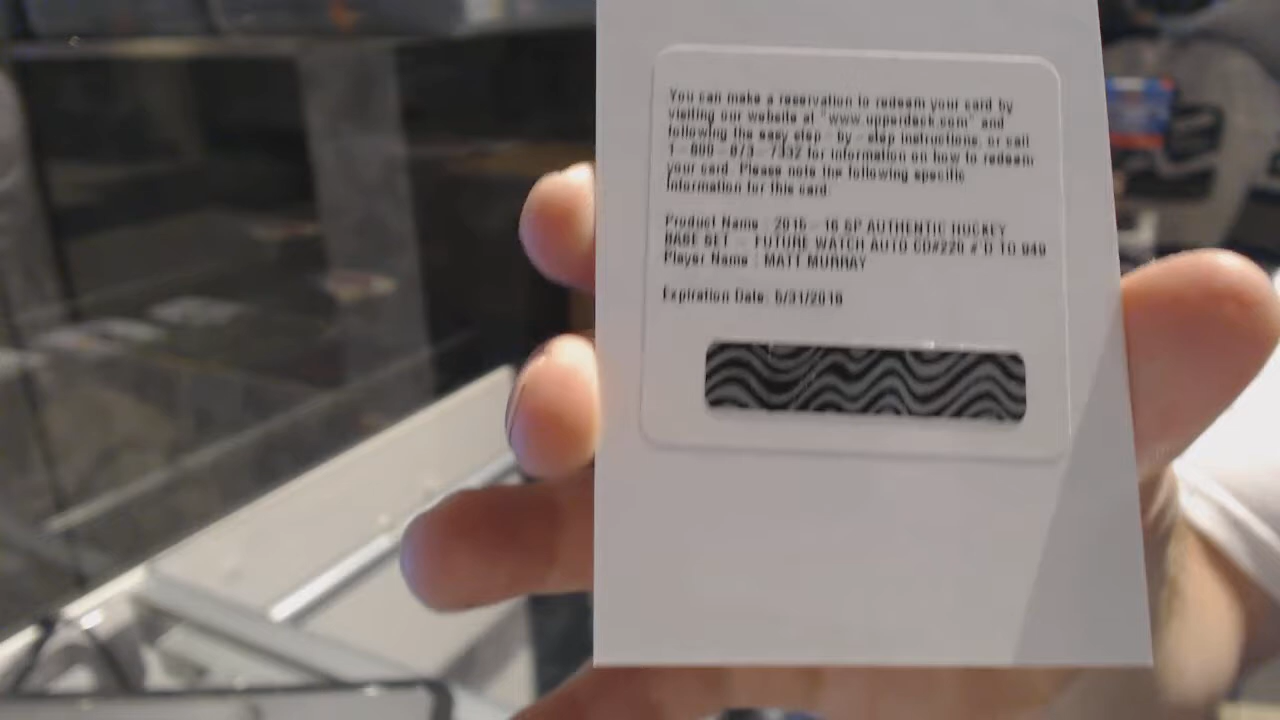 You can make a reservation to redeem your card by
visiting our website at "www.upperdeck.com" and
following the easy step - by - step instructions, or call
1 - 800 - 873 - 7332 for information on how to redeem
your card. Please note the following specific
information for this card
Product Name : 2015 - 16 SP AUTHENTIC HOCKEY
BASE SET - FUTURE WATCH AUTO CD#220 #'D TO 949
Player Name : MATT MURRAY
Expiration Date: 5/31/2018